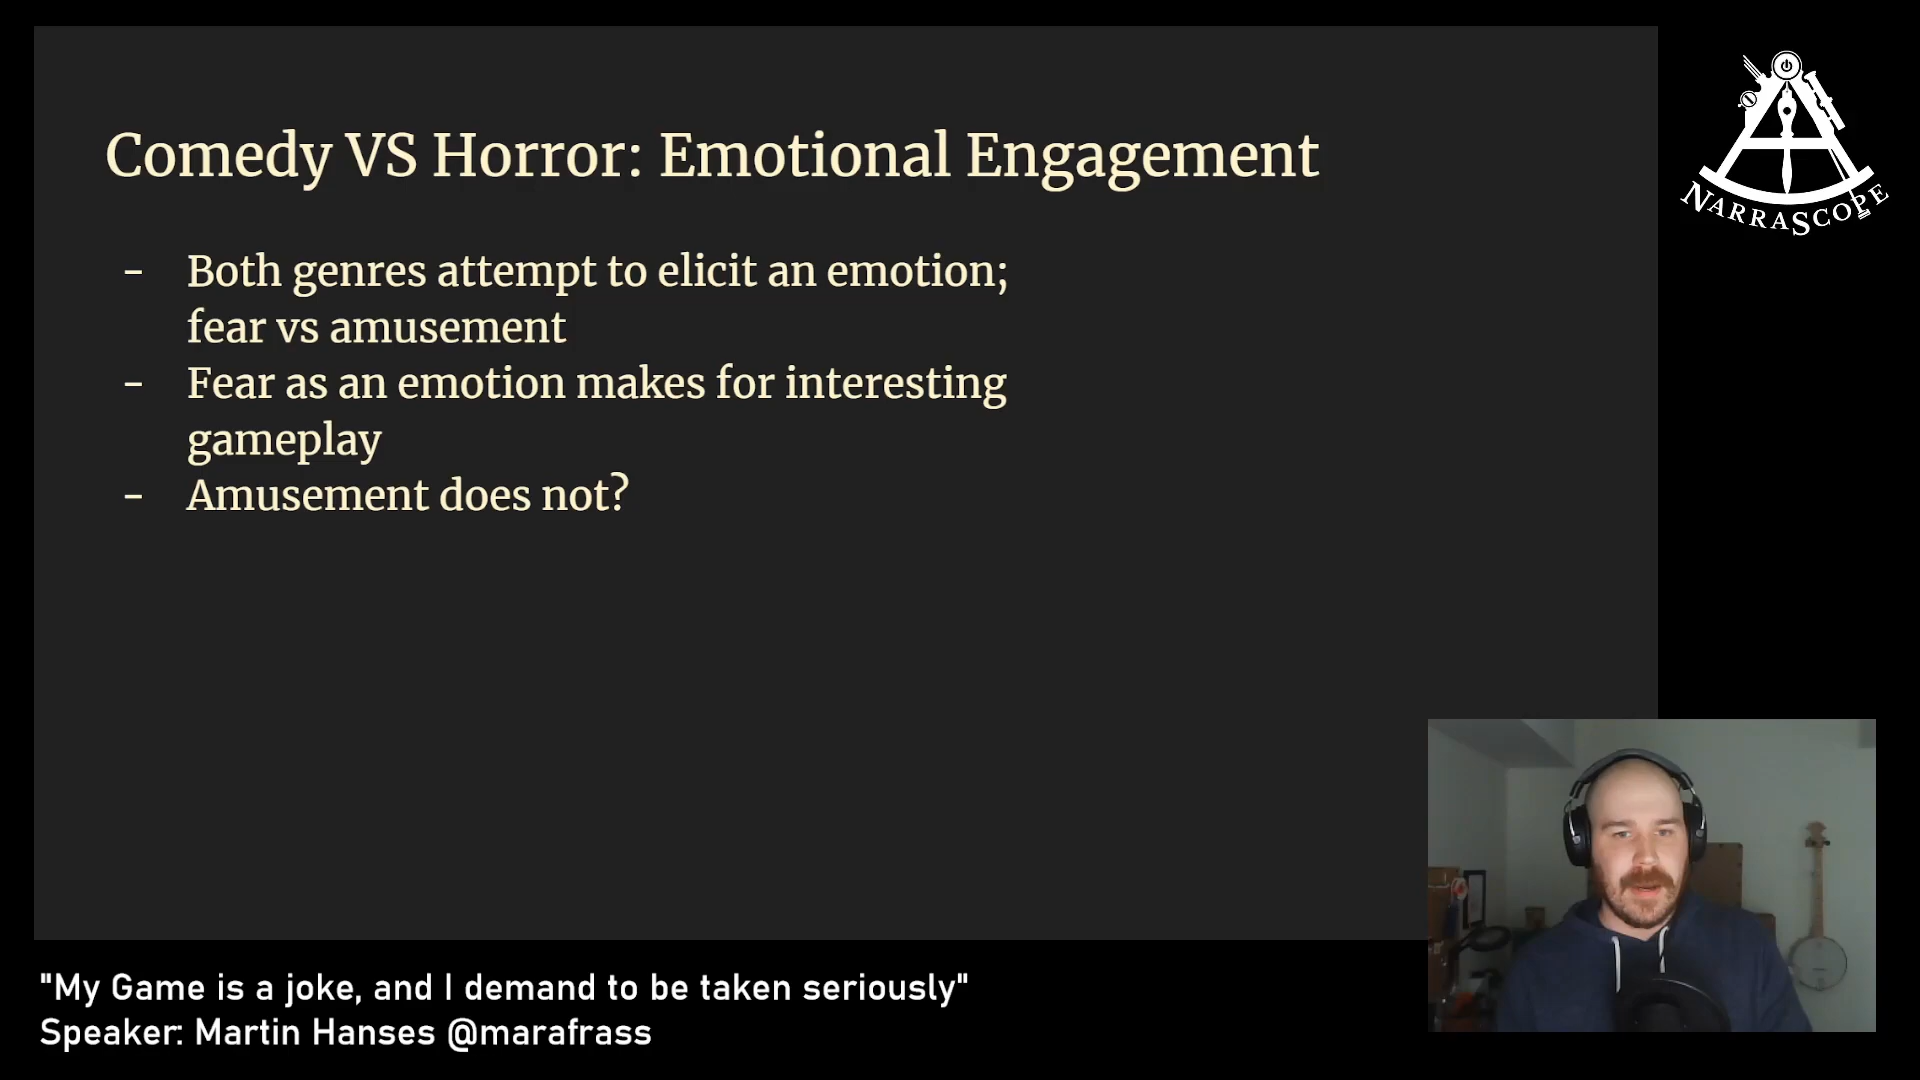 Comedy VS Horror: Emotional Engagement
- Both genres attempt to elicit an emotion;
fear vs amusement
- Fear as an emotion makes for interesting
gameplay
- Amusement does not?
NARRASCOPE
"My Game is a joke, and I demand to be taken seriously"
Speaker: Martin Hanses @marafrass